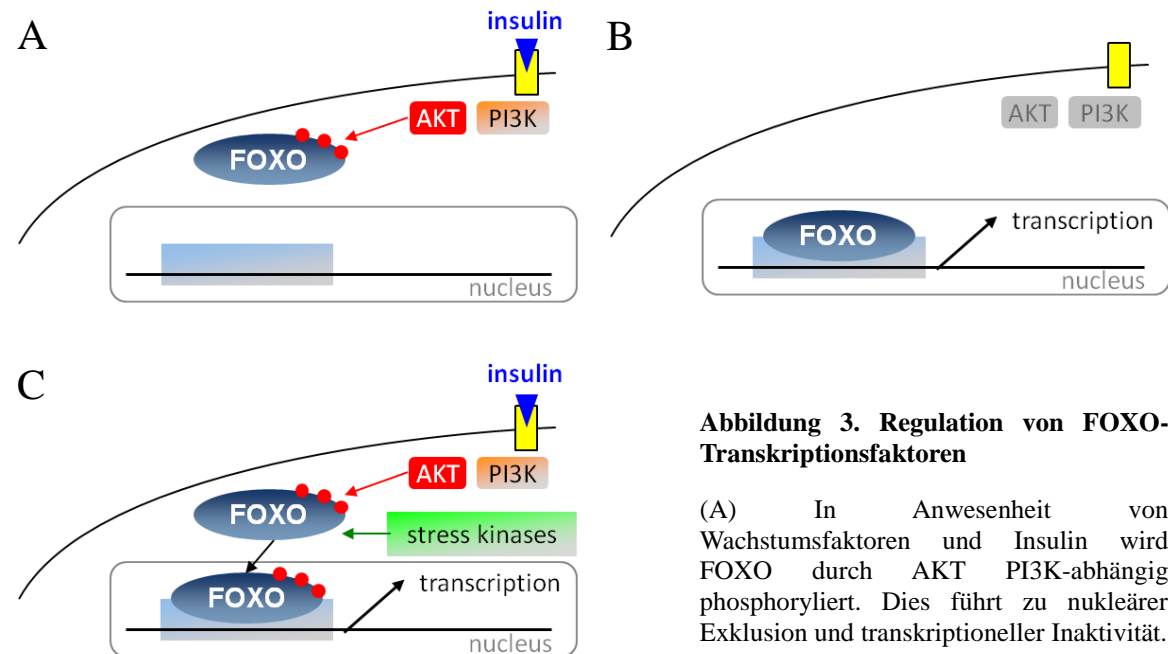 A
insulin
AKT
PI3K
FOXO
nucleus
B
AKT
PI3K
FOXO
transcription
nucleus
C
insulin
AKT
PI3K
FOXO
stress kinases
FOXO
transcription
nucleus
Abbildung 3. Regulation von FOXO-
Transkriptionsfaktoren
(A) In Anwesenheit von
Wachstumsfaktoren und Insulin wird
FOXO durch AKT PI3K-abhängig
phosphoryliert. Dies führt zu nukleärer
Exklusion und transkriptioneller Inaktivität.